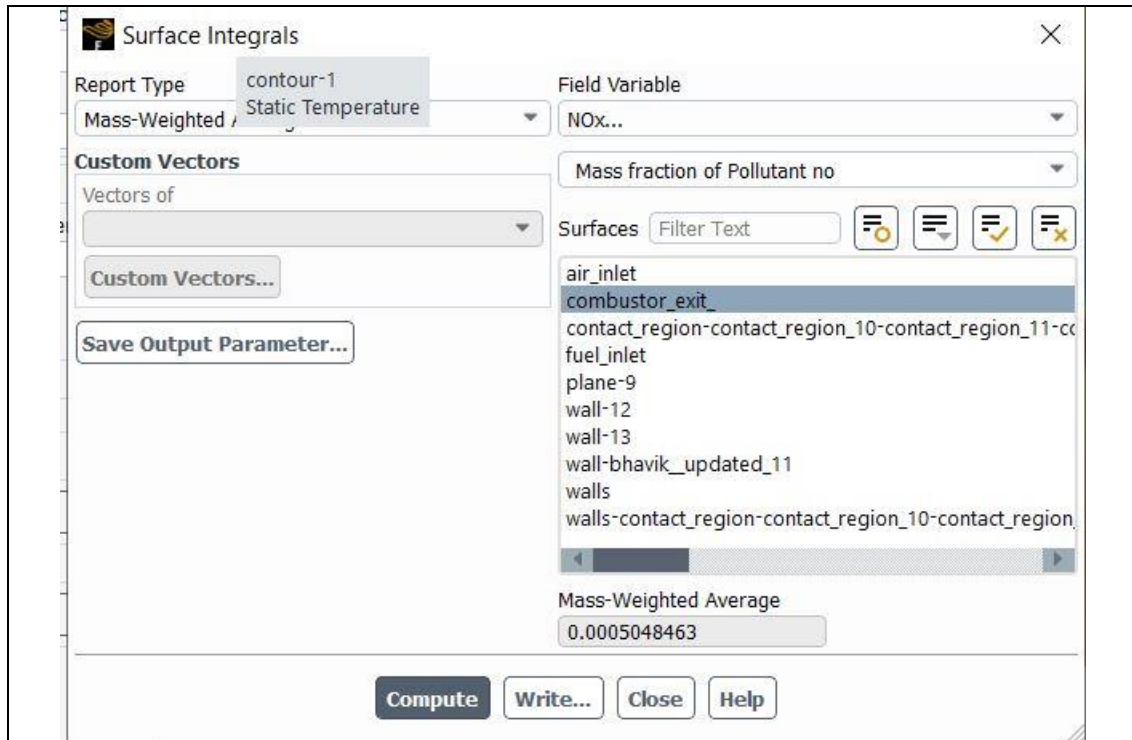 Surface Integrals
contour-1
Static Temperature
Report Type
Mass-Weighted
Custom Vectors
Vectors of
Custom Vectors...
Save Output Parameter...
Field Variable
NOx...
Mass fraction of Pollutant no
Surfaces Filter Text
air_inlet
combustor_exit_
contact_region-contact_region_10-contact_region_11-co
fuel_inlet
plane-9
wall-12
wall-13
wall-bhavik__updated_11
walls
walls-contact_region-contact_region_10-contact_region_
Mass-Weighted Average
0.0005048463
Compute Write... Close Help